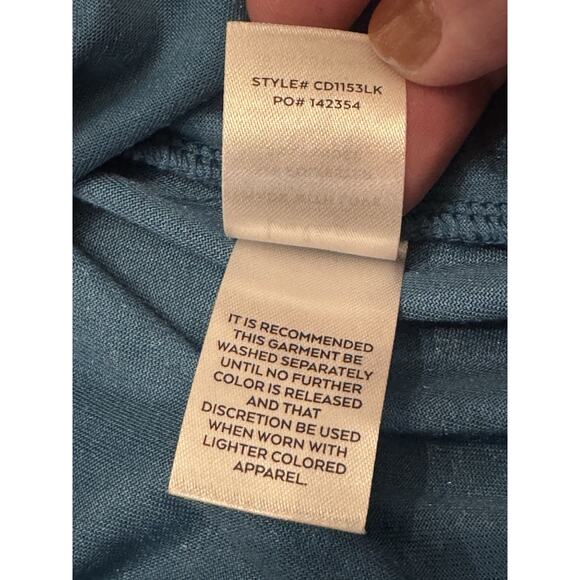 STYLE# CD1153LK
PO# 142354
IT IS RECOMMENDED
THIS GARMENT BE
WASHED SEPARATELY
UNTIL NO FURTHER
COLOR IS RELEASED
AND THAT
DISCRETION BE USED
WHEN WORN WITH
LIGHTER COLORED
APPAREL.